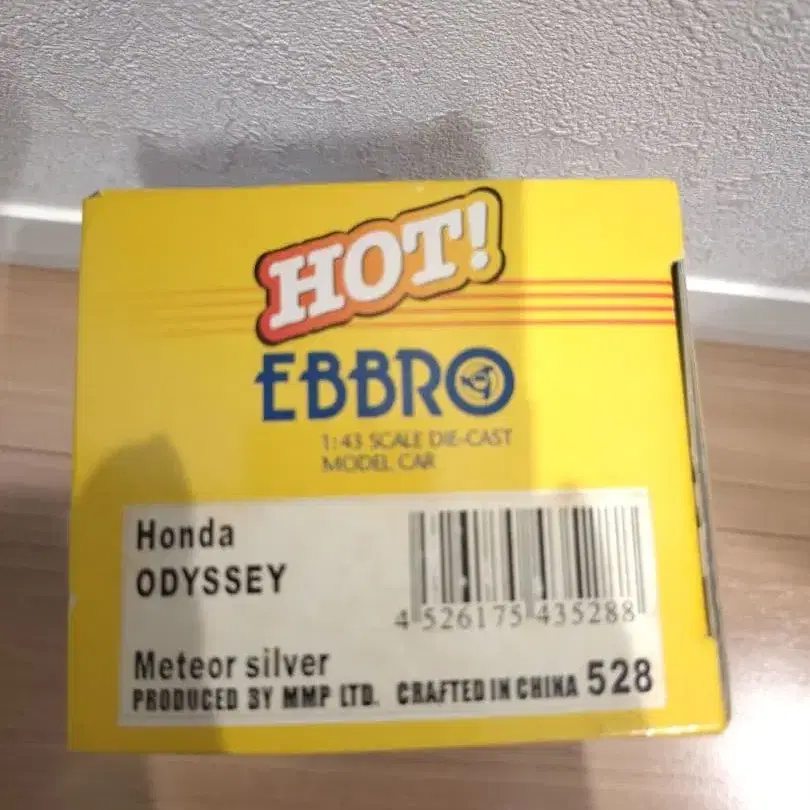 HOT!
EBBRO
1:43 SCALE DIE-CAST
MODEL CAR
Honda
ODYSSEY
4 526175 435288
Meteor silver
PRODUCED BY MMP LTD. CRAFTED IN CHINA 528